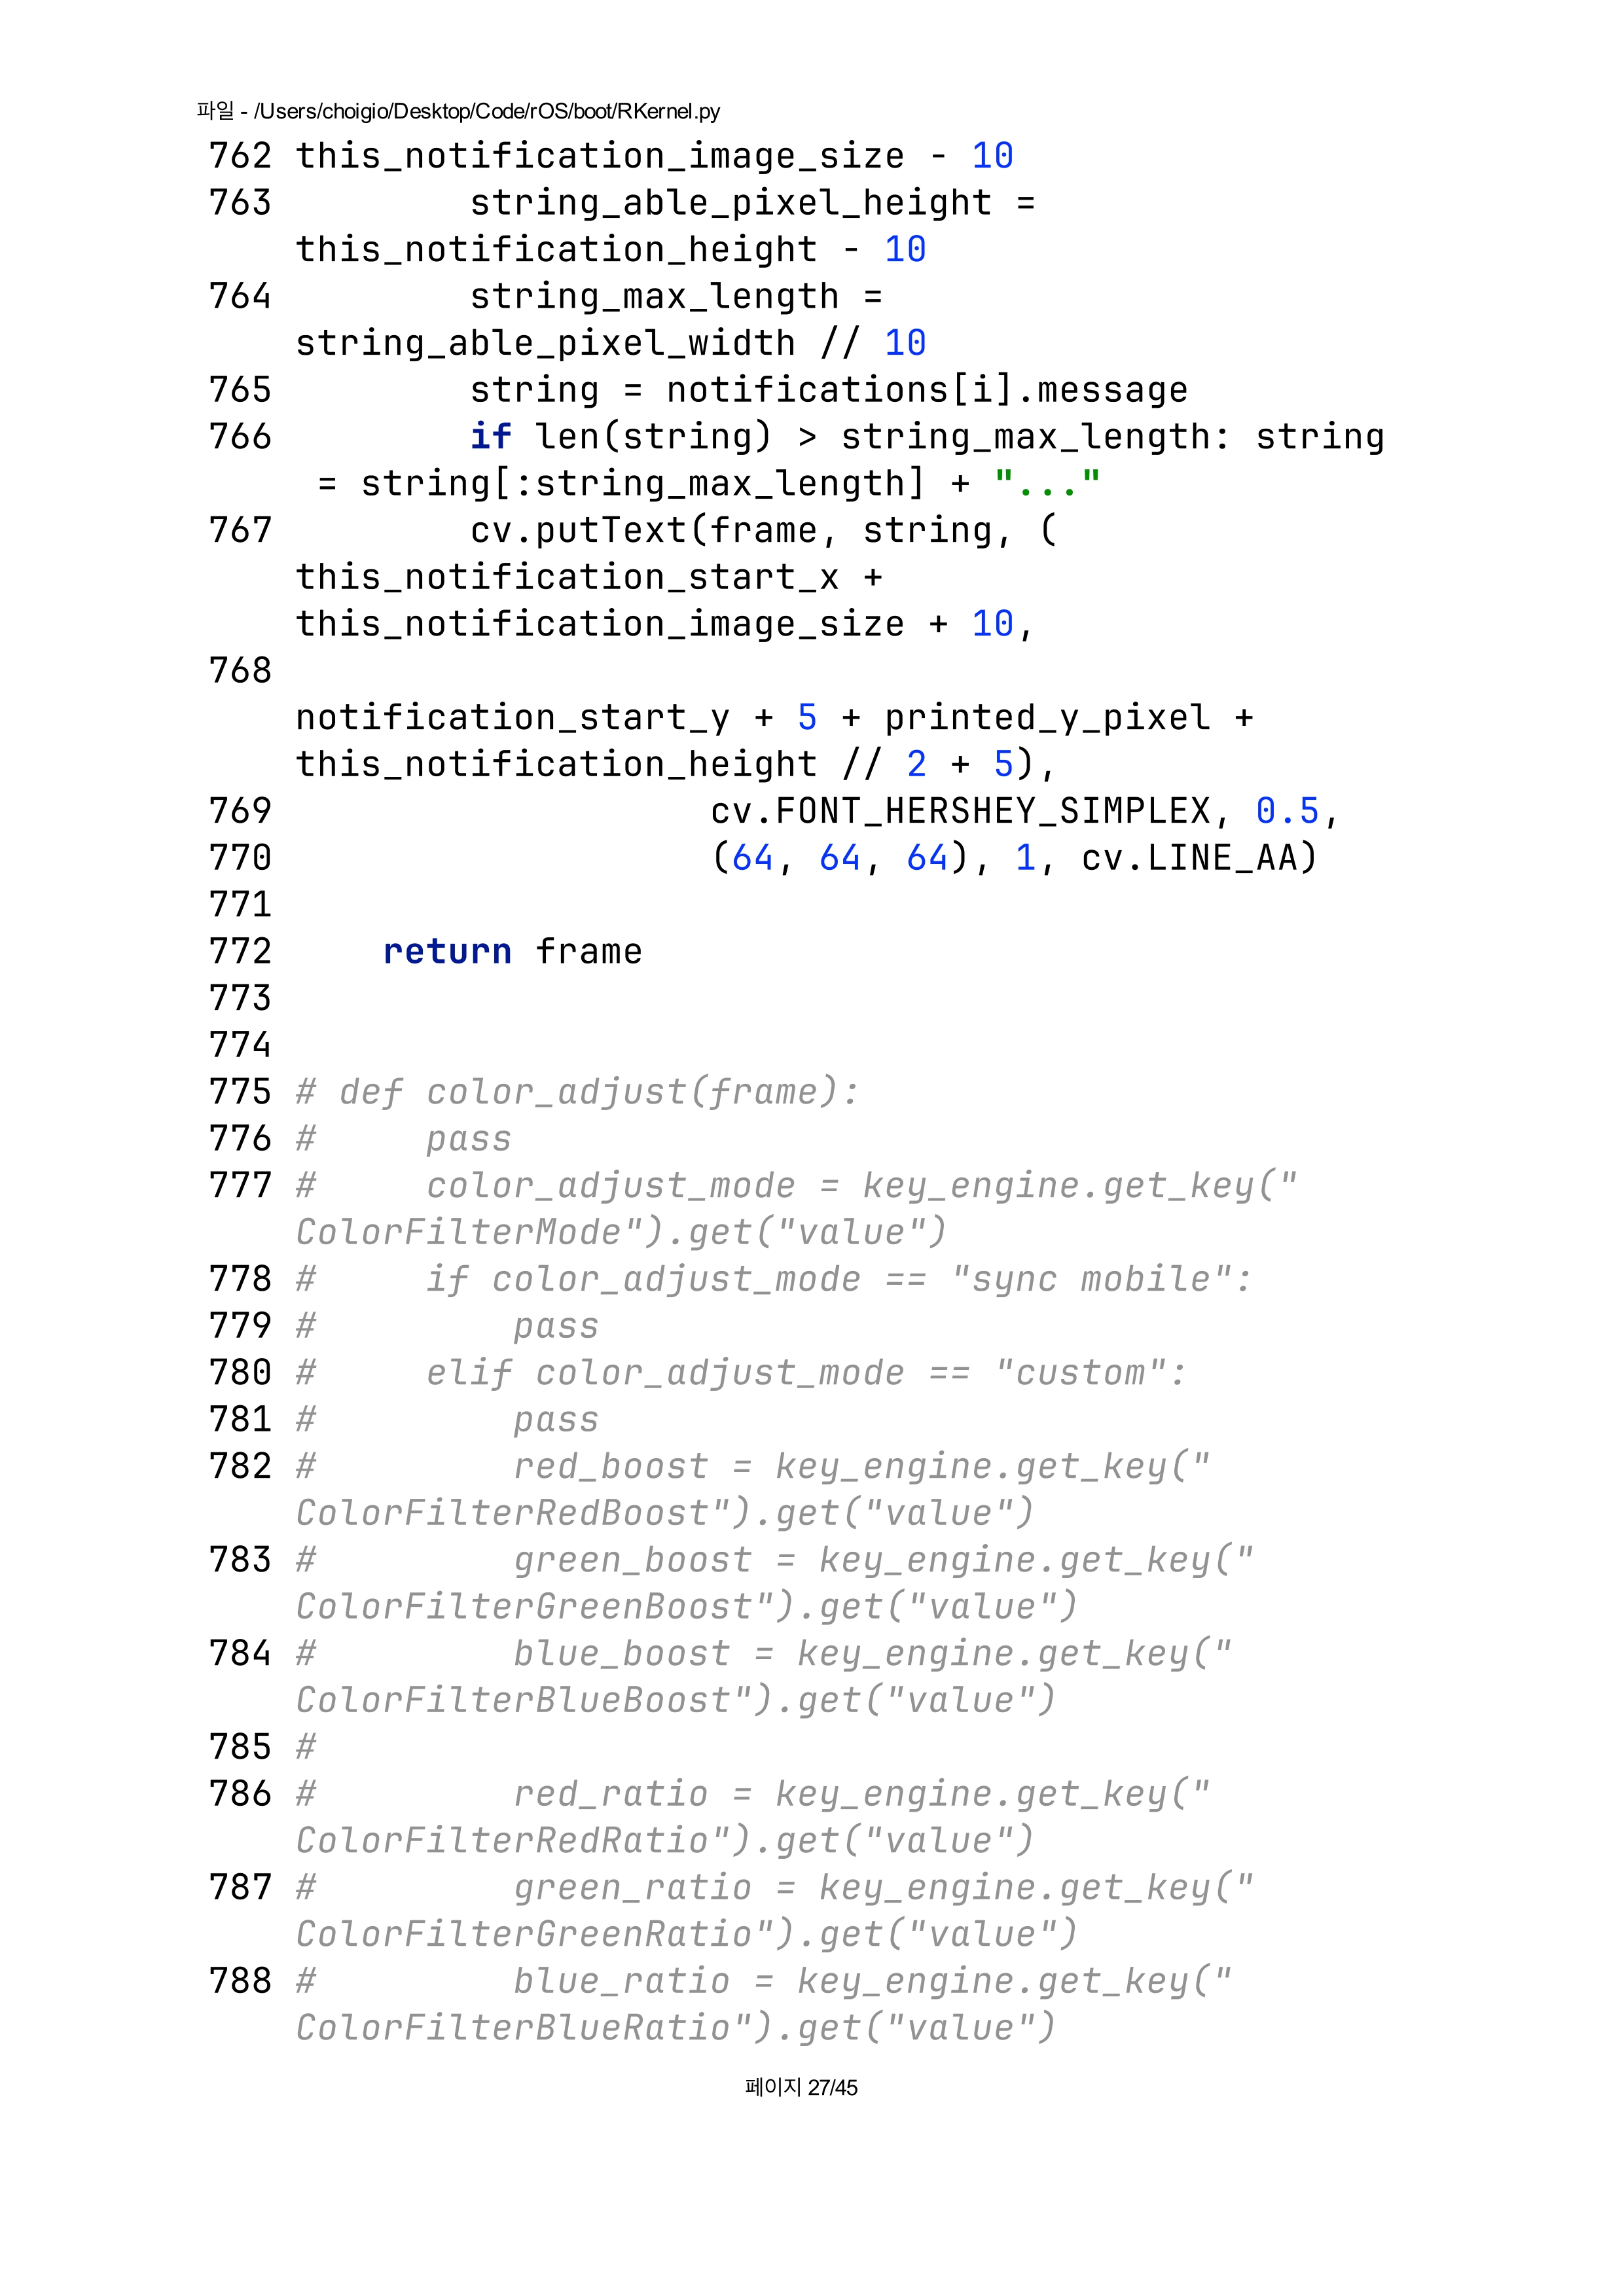 파일 - /Users/choigio/Desktop/Code/rOS/boot/RKernel.py
762 this_notification_image_size - 10
763         string_able_pixel_height =
    this_notification_height - 10
764         string_max_length =
    string_able_pixel_width // 10
765         string = notifications[i].message
766         if len(string) > string_max_length: string
     = string[:string_max_length] + "..."
767         cv.putText(frame, string, (
    this_notification_start_x +
    this_notification_image_size + 10,
768
    notification_start_y + 5 + printed_y_pixel +
    this_notification_height // 2 + 5),
769                    cv.FONT_HERSHEY_SIMPLEX, 0.5,
770                    (64, 64, 64), 1, cv.LINE_AA)
771
772     return frame
773
774
775 # def color_adjust(frame):
776 #     pass
777 #     color_adjust_mode = key_engine.get_key("
    ColorFilterMode").get("value")
778 #     if color_adjust_mode == "sync mobile":
779 #         pass
780 #     elif color_adjust_mode == "custom":
781 #         pass
782 #         red_boost = key_engine.get_key("
    ColorFilterRedBoost").get("value")
783 #         green_boost = key_engine.get_key("
    ColorFilterGreenBoost").get("value")
784 #         blue_boost = key_engine.get_key("
    ColorFilterBlueBoost").get("value")
785 #
786 #         red_ratio = key_engine.get_key("
    ColorFilterRedRatio").get("value")
787 #         green_ratio = key_engine.get_key("
    ColorFilterGreenRatio").get("value")
788 #         blue_ratio = key_engine.get_key("
    ColorFilterBlueRatio").get("value")
페이지 27/45